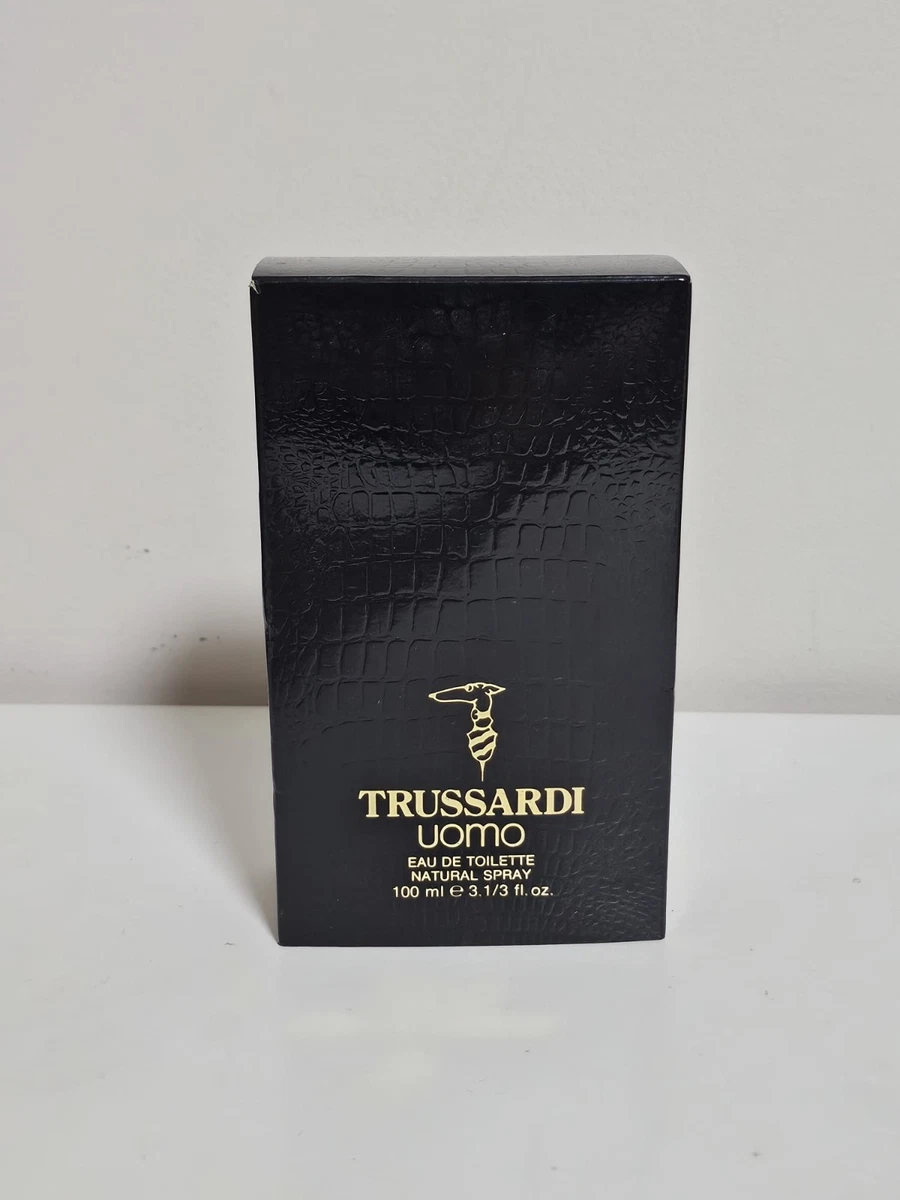 TRUSSARDI
uomo
EAU DE TOILETTE
NATURAL SPRAY
100 ml ℮ 3.1/3 fl. oz.